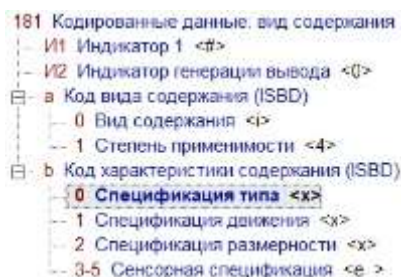 181 Кодированные данные: вид содержания
И1 Индикатор 1 <#>
И2 Индикатор генерации вывода <0>
a Код вида содержания (ISBD)
0 Вид содержания <i>
1 Степень применимости <4>
b Код характеристики содержания (ISBD)
0 Спецификация типа <x>
1 Спецификация движения <x>
2 Спецификация размерности <x>
3-5 Сенсорная спецификация <e >